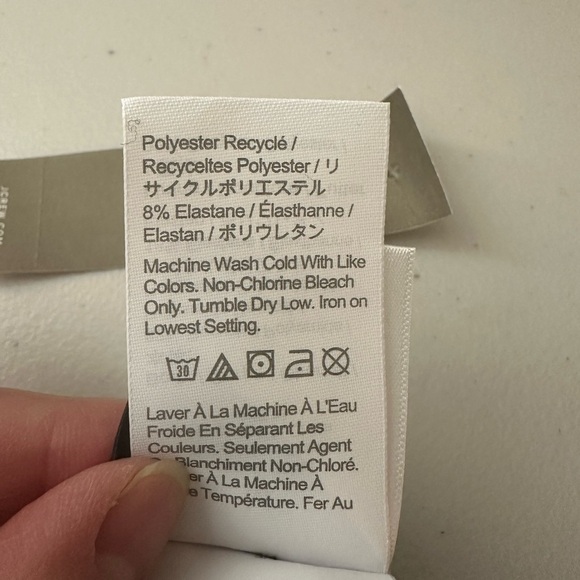 Polyester Recyclé /
Recyceltes Polyester / リ
サイクルポリエステル
8% Elastane / Élasthanne /
Elastan / ポリウレタン
Machine Wash Cold With Like
Colors. Non-Chlorine Bleach
Only. Tumble Dry Low. Iron on
Lowest Setting.
30
Laver À La Machine À L'Eau
Froide En Séparant Les
Couleurs. Seulement Agent
Blanchiment Non-Chloré.
À La Machine À
Température. Fer Au
JCREW.COM